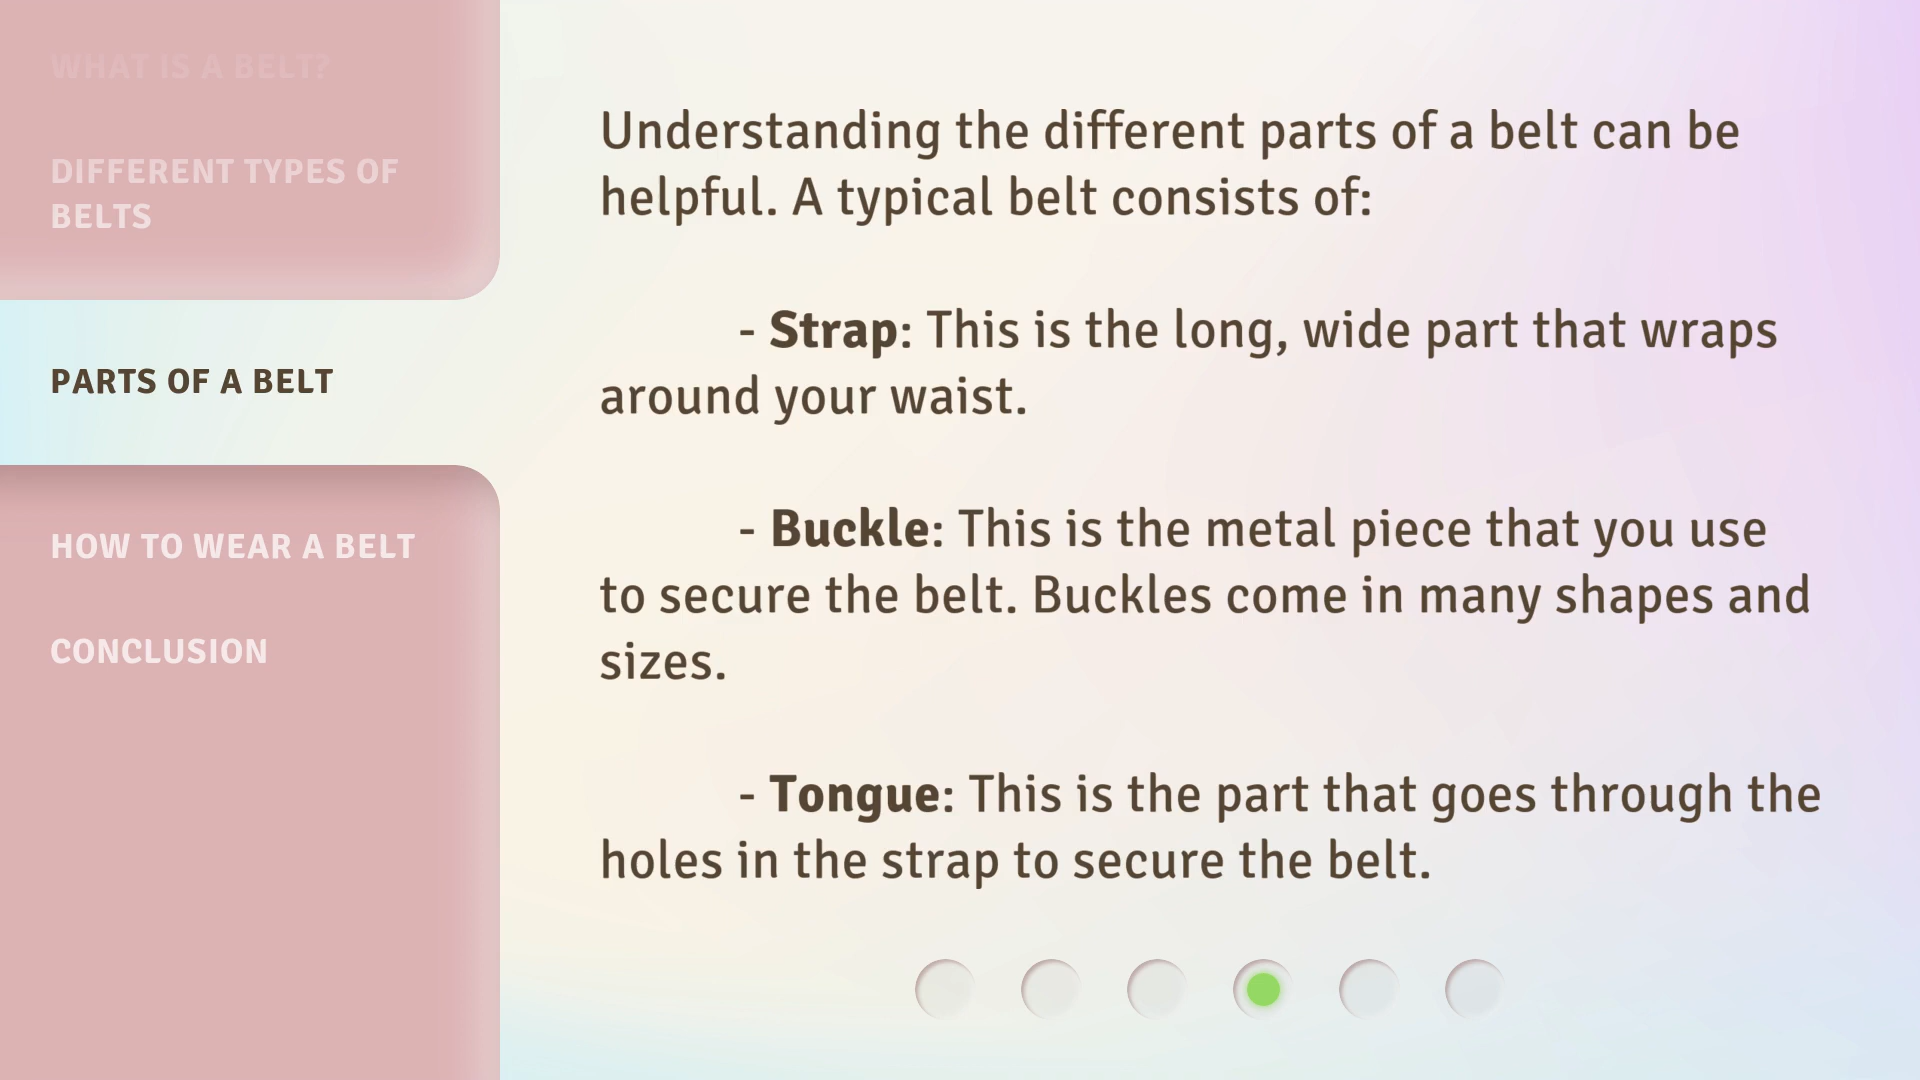 WHAT IS A BELT?
DIFFERENT TYPES OF
BELTS
PARTS OF A BELT
HOW TO WEAR A BELT
CONCLUSION
Understanding the different parts of a belt can be
helpful. A typical belt consists of:
- Strap: This is the long, wide part that wraps
around your waist.
- Buckle: This is the metal piece that you use
to secure the belt. Buckles come in many shapes and
sizes.
- Tongue: This is the part that goes through the
holes in the strap to secure the belt.